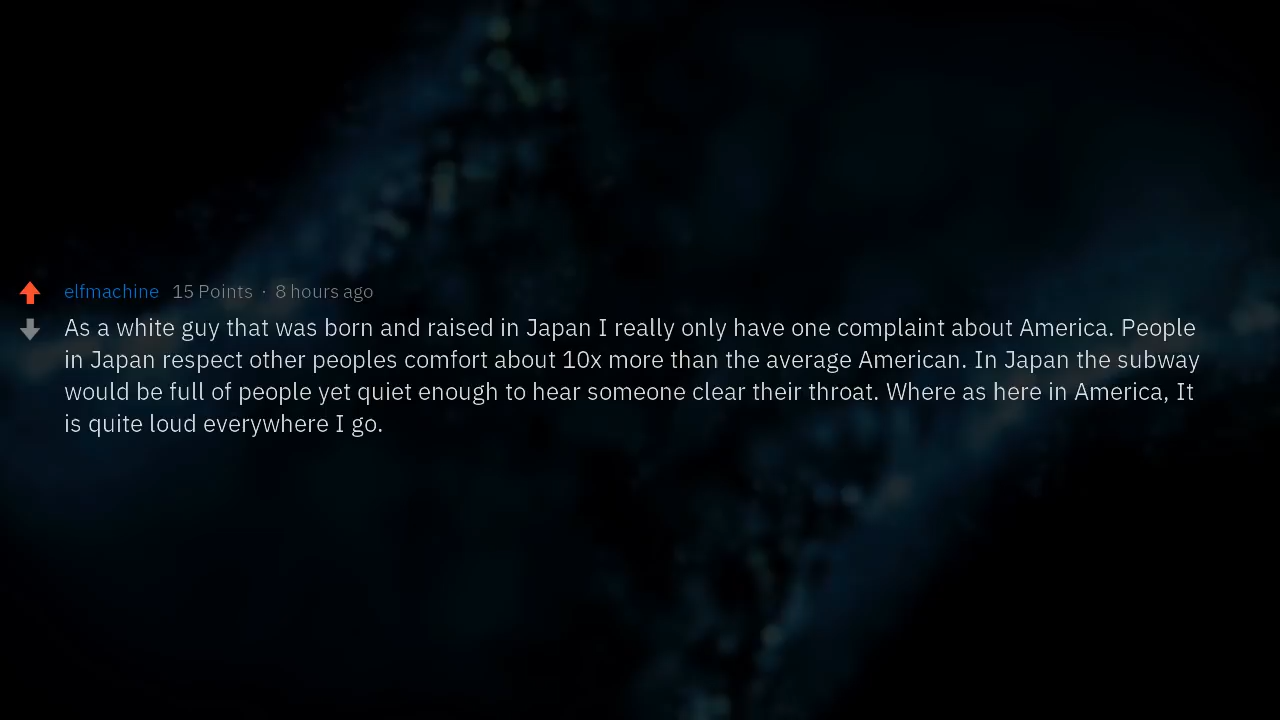 elfmachine 15 Points · 8 hours ago
As a white guy that was born and raised in Japan I really only have one complaint about America. People
in Japan respect other peoples comfort about 10x more than the average American. In Japan the subway
would be full of people yet quiet enough to hear someone clear their throat. Where as here in America, It
is quite loud everywhere I go.